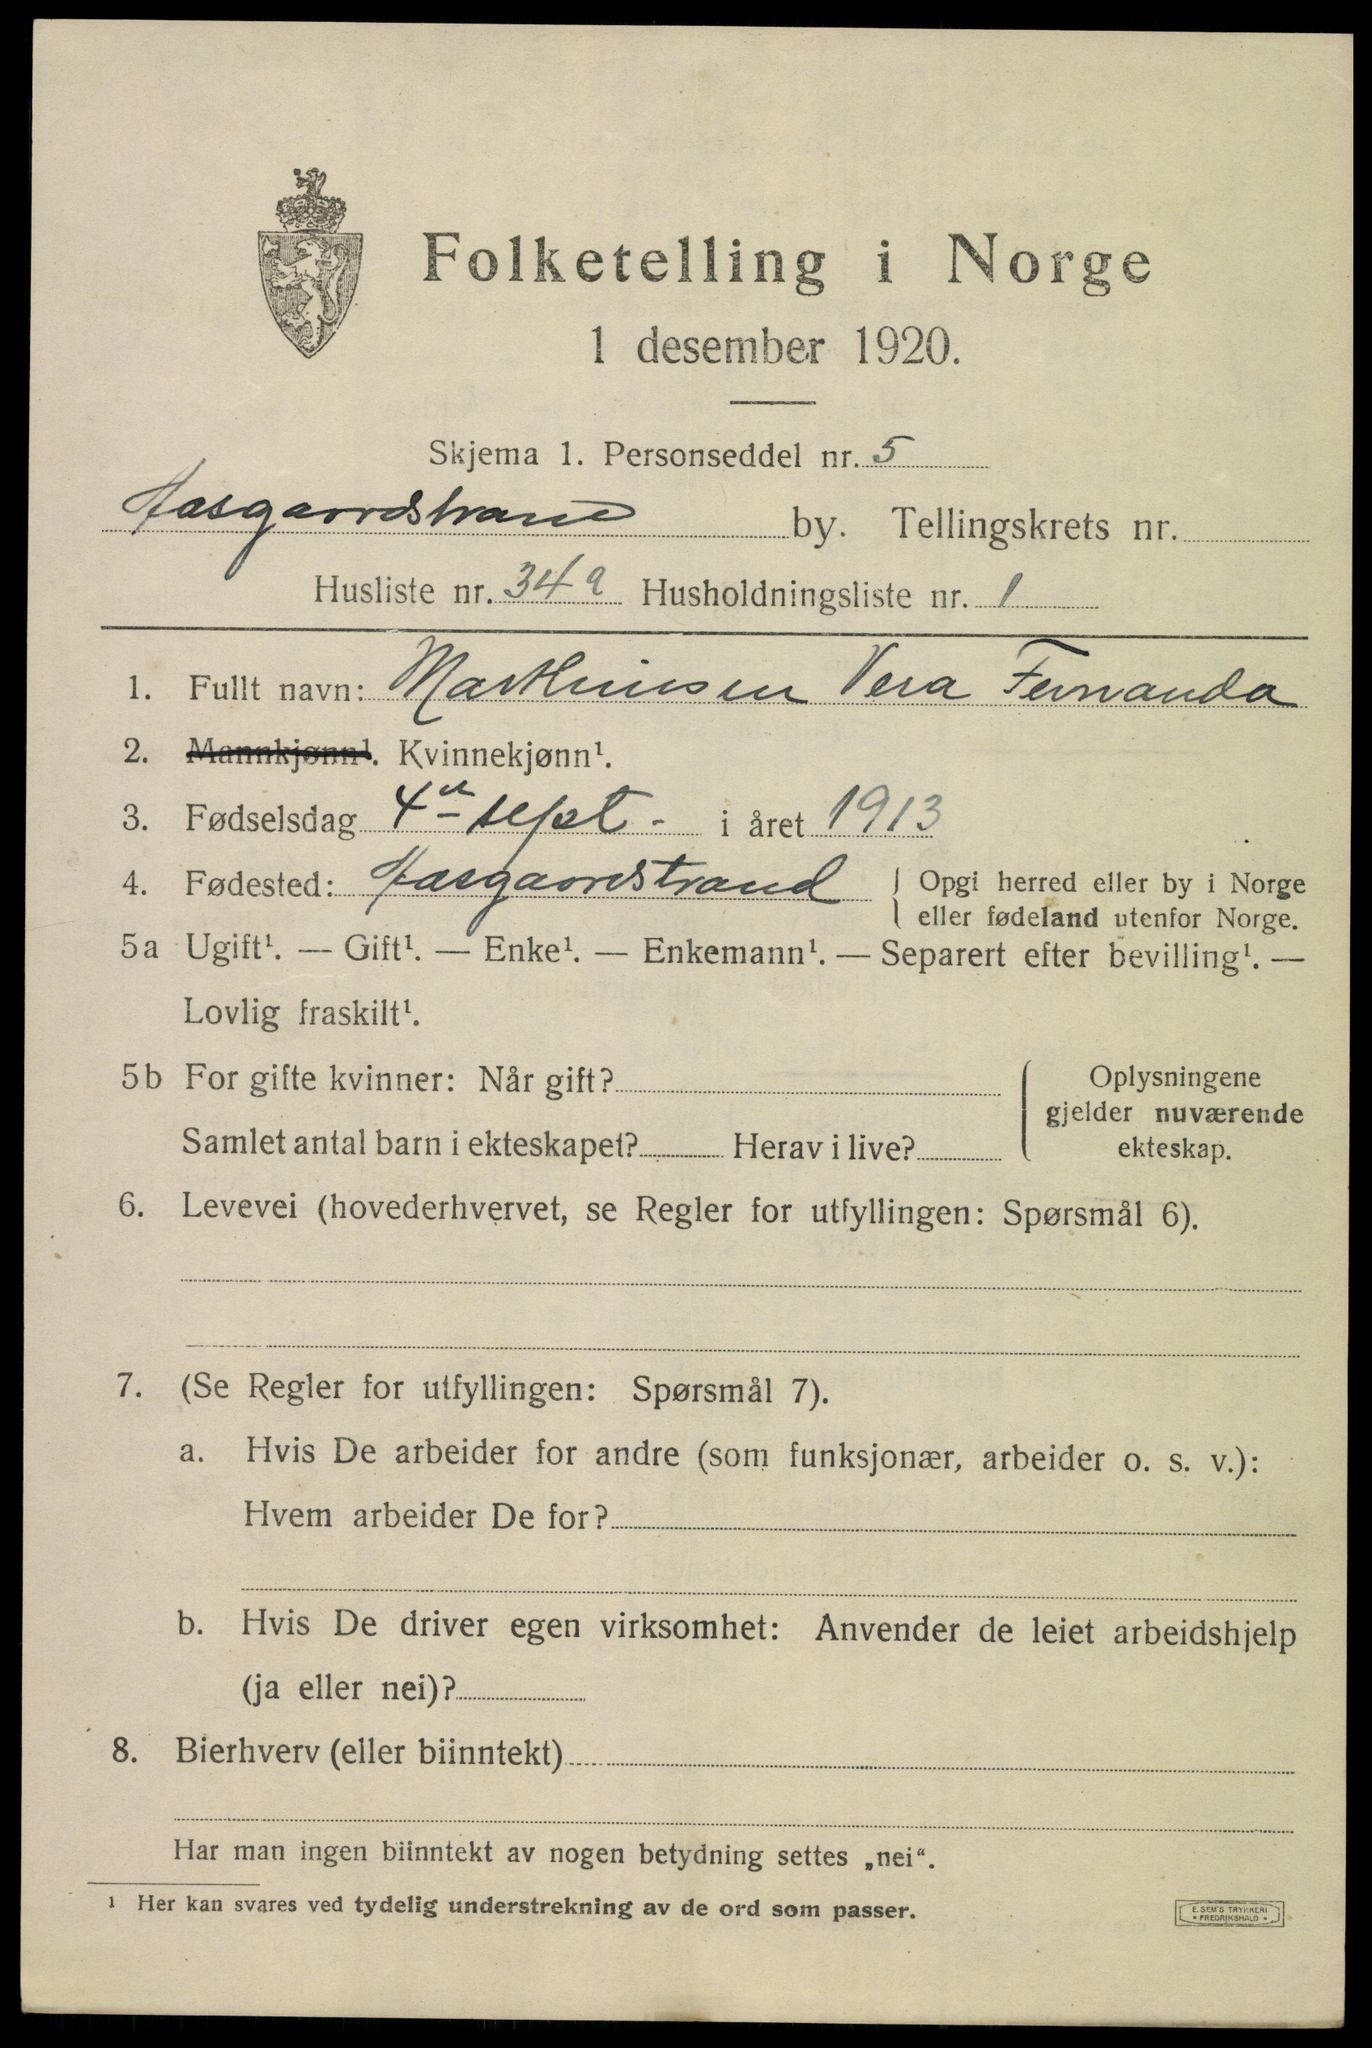 Folketelling i Norge
1 desember 1920.
Skjema 1. Personseddel nr. 5
Aasgaardstrand by. Tellingskrets nr.
Husliste nr. 34a Husholdningsliste nr. 1
1. Fullt navn: Marthinsen Vera Fernanda
2. Mannkjønn¹. Kvinnekjønn¹.
3. Fødselsdag 4de sept. i året 1913
4. Fødested: Aasgaardstrand { Opgi herred eller by i Norge
eller fødeland utenfor Norge.
5a Ugift¹. — Gift¹. — Enke¹. — Enkemann¹. — Separert efter bevilling¹. —
Lovlig fraskilt¹.
5b For gifte kvinner: Når gift? { Oplysningene
gjelder nuværende
Samlet antal barn i ekteskapet? Herav i live? ekteskap.
6. Levevei (hovederhvervet, se Regler for utfyllingen: Spørsmål 6).
7. (Se Regler for utfyllingen: Spørsmål 7).
a. Hvis De arbeider for andre (som funksjonær, arbeider o. s. v.):
Hvem arbeider De for?
b. Hvis De driver egen virksomhet: Anvender de leiet arbeidshjelp
(ja eller nei)?
8. Bierhverv (eller biinntekt)
Har man ingen biinntekt av nogen betydning settes „nei“.
1 Her kan svares ved tydelig understrekning av de ord som passer.
E. SEM'S TRYKKERI
* FREDRIKSHALD *